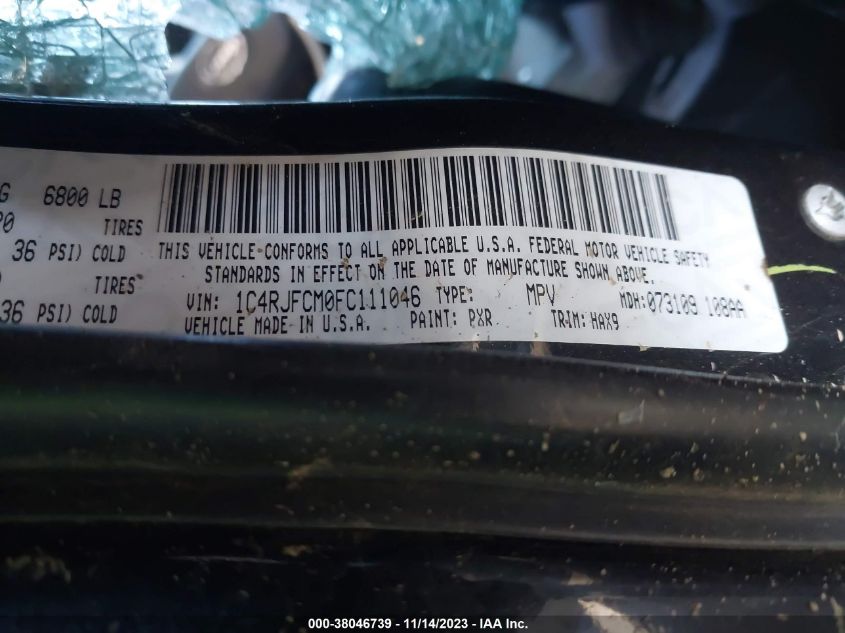 G 6800 LB
TIRES
36 PSI) COLD
TIRES
36 PSI) COLD
THIS VEHICLE CONFORMS TO ALL APPLICABLE U.S.A. FEDERAL MOTOR VEHICLE SAFETY
STANDARDS IN EFFECT ON THE DATE OF MANUFACTURE SHOWN ABOVE.
VIN: 1C4RJFCM0FC111046 TYPE: MPV MDH: 073109 108AA
VEHICLE MADE IN U.S.A. PAINT: PXR TRIM: HAX9
000-38046739 - 11/14/2023 - IAA Inc.